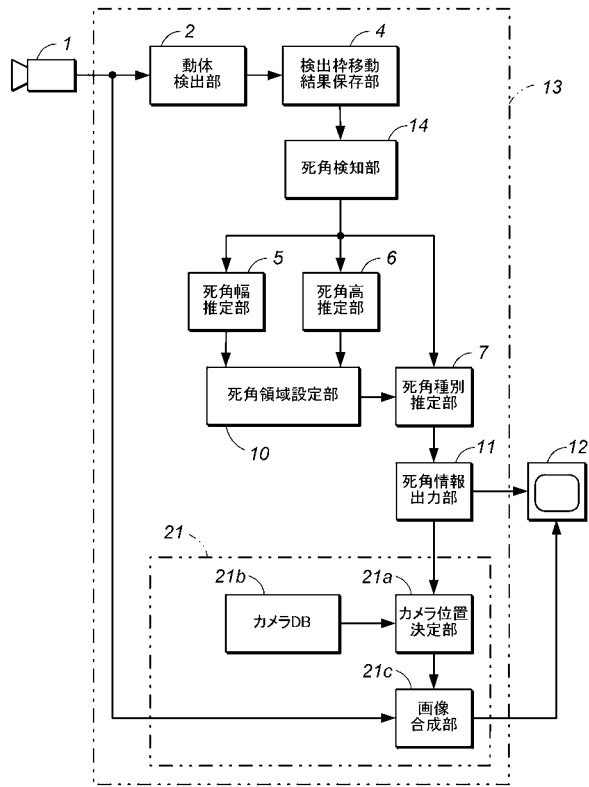 1
2
4
動体
検出部
検出枠移動
結果保存部
13
14
死角検知部
5
6
死角幅
推定部
死角高
推定部
7
死角領域設定部
死角種別
推定部
10
11
12
死角情報
出力部
21
21b
21a
カメラDB
カメラ位置
決定部
21c
画像
合成部